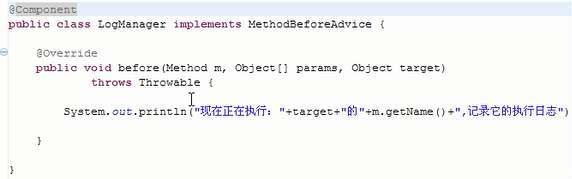 @Component
public class LogManager implements MethodBeforeAdvice {
@Override
public void before(Method m, Object[] params, Object target)
throws Throwable {
System.out.println("现在正在执行："+target+"的"+m.getName()+",记录它的执行日志")
}
}